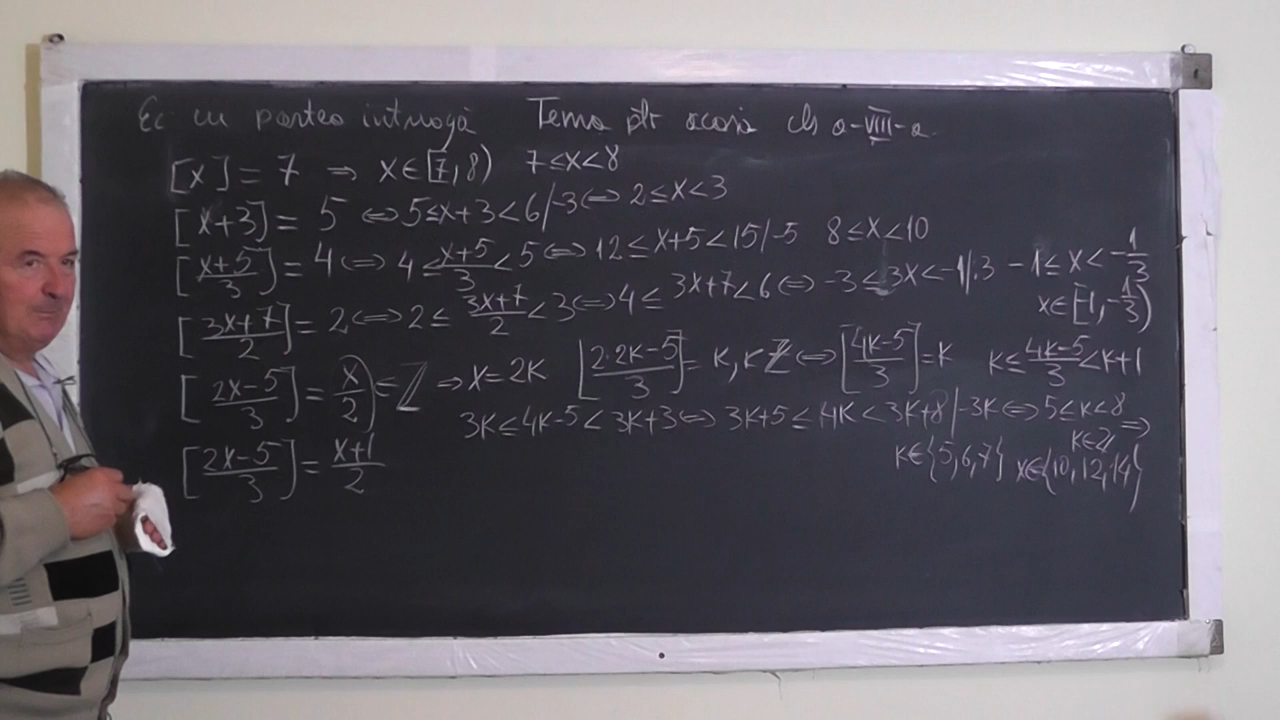 Ec cu partea întreagă Tema ptr acasă cls a-VIII-a.
[x] = 7 ⇒ x∈[7,8) 7≤x<8
[x+3] = 5 ⇔ 5≤x+3<6/-3 ⇔ 2≤x<3
[(x+5)/3] = 4 ⇔ 4≤(x+5)/3<5 ⇔ 12≤x+5<15/-5 8≤x<10
[(3x+7)/2] = 2 ⇔ 2≤(3x+7)/2<3 ⇔ 4≤3x+7<6 ⇔ -3≤3x<-1/:3 -1≤x<-1/3
x∈[-1,-1/3)
[(2x-5)/3] = x/2 = ℤ ⇒ x=2k [(2·2k-5)/3] = k, k ℤ ⇔ [(4k-5)/3] = k k≤(4k-5)/3<k+1
3k≤4k-5<3k+3 ⇔ 3k+5≤4k<3k+8/-3k ⇔ 5≤k<8
k∈ℤ ⇒
[(2x-5)/3] = (x+1)/2 k∈{5,6,7} x∈{10,12,14}